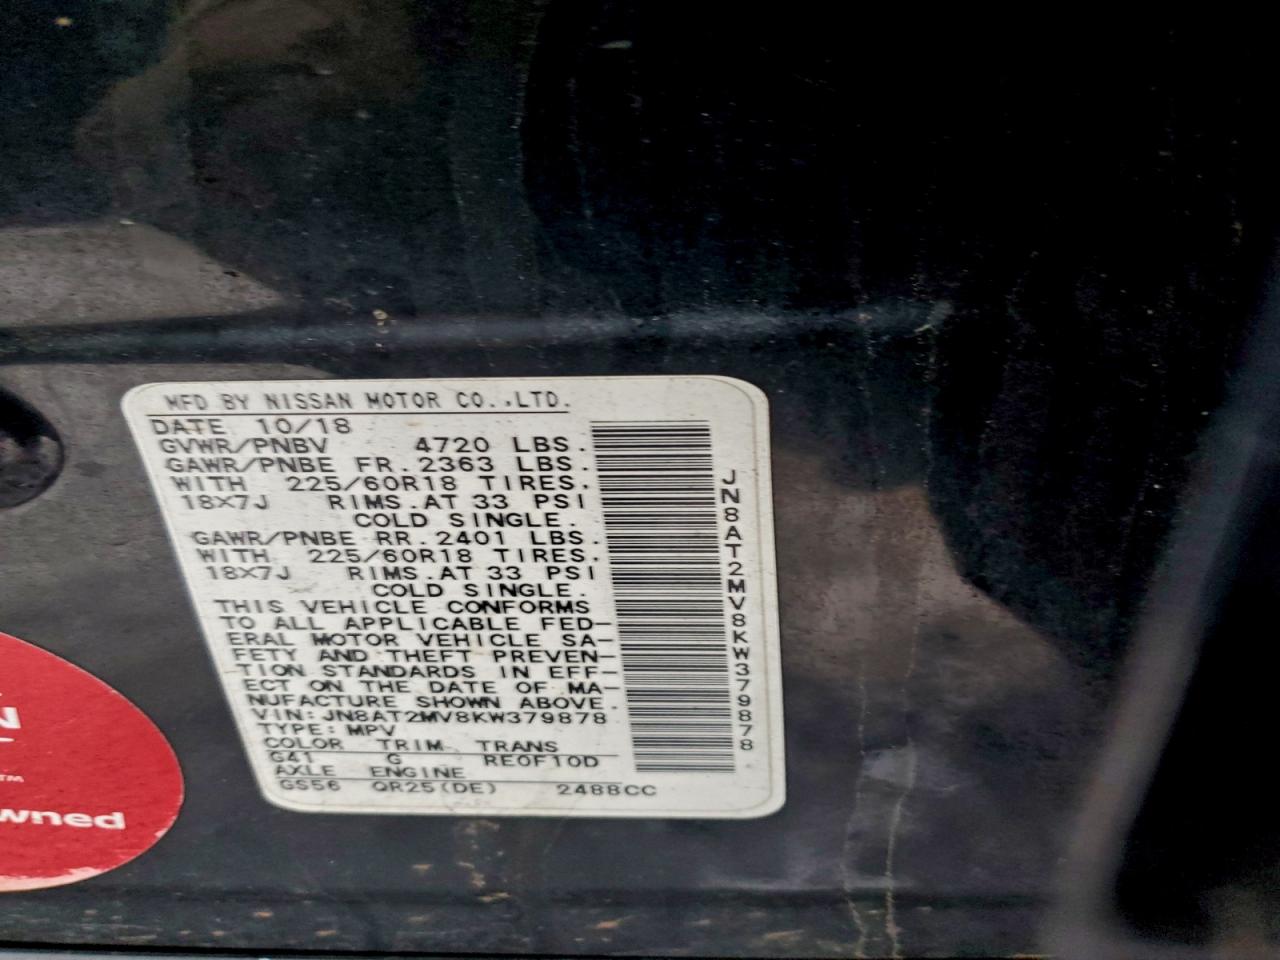 MFD BY NISSAN MOTOR CO.,LTD.
DATE 10/18
GVWR/PNBV 4720 LBS.
GAWR/PNBE FR. 2363 LBS.
WITH 225/60R18 TIRES.
18X7J RIMS.AT 33 PSI
COLD SINGLE.
GAWR/PNBE RR. 2401 LBS.
WITH 225/60R18 TIRES.
18X7J RIMS.AT 33 PSI
COLD SINGLE.
THIS VEHICLE CONFORMS
TO ALL APPLICABLE FED-
ERAL MOTOR VEHICLE SA-
FETY AND THEFT PREVEN-
TION STANDARDS IN EFF-
ECT ON THE DATE OF MA-
NUFACTURE SHOWN ABOVE.
VIN:JN8AT2MV8KW379878
TYPE:MPV
COLOR TRIM TRANS
G41 G RE0F10D
AXLE ENGINE
GS56 QR25(DE) 2488CC
JN8AT2MV8KW379878
N
TM
wned